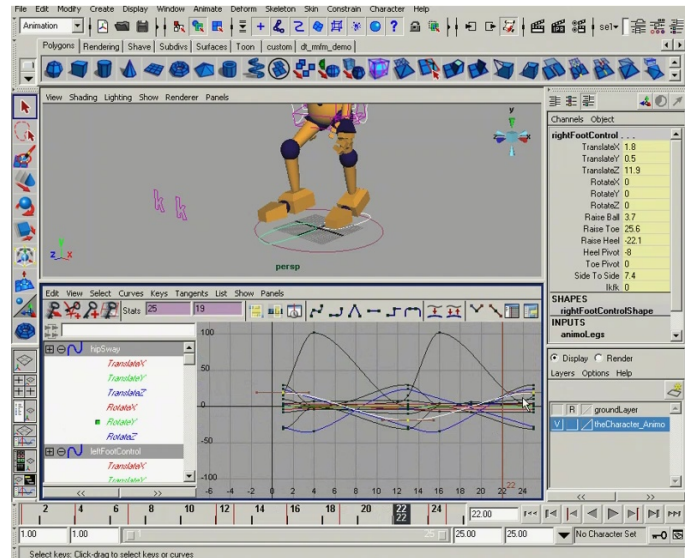 File Edit Modify Create Display Window Animate Deform Skeleton Skin Constrain Character Help
Animation
sel*
Polygons Rendering Shave Subdivs Surfaces Toon custom dt_rmfm_demo
View Shading Lighting Show Renderer Panels
y
z x
persp
Channels Object
rightFootControl . . .
TranslateX 1.8
TranslateY 0.5
TranslateZ 11.9
RotateX 0
RotateY 0
RotateZ 0
Raise Ball 3.7
Raise Toe 25.6
Raise Heel -22.1
Heel Pivot -8
Toe Pivot 0
Side To Side 7.4
Ikfk 0
SHAPES
rightFootControlShape
INPUTS
animoLegs
Display Render
Layers Options Help
R groundLayer
V theCharacter_Animo
Edit View Select Curves Keys Tangents List Show Panels
Stats 25 19
hipSway
TranslateX
TranslateY
TranslateZ
RotateX
RotateY
RotateZ
leftFootControl
TranslateX
TranslateY
<< >>
100
50
0
-50
-100
-6 -4 -2 0 2 4 6 8 10 12 14 16 18 20 22 24
22
<< >>
2 4 6 8 10 12 14 16 18 20 22 24
22
22.00
1.00 1.00 1 25 25.00 25.00 No Character Set
Select keys: Click-drag to select keys or curves